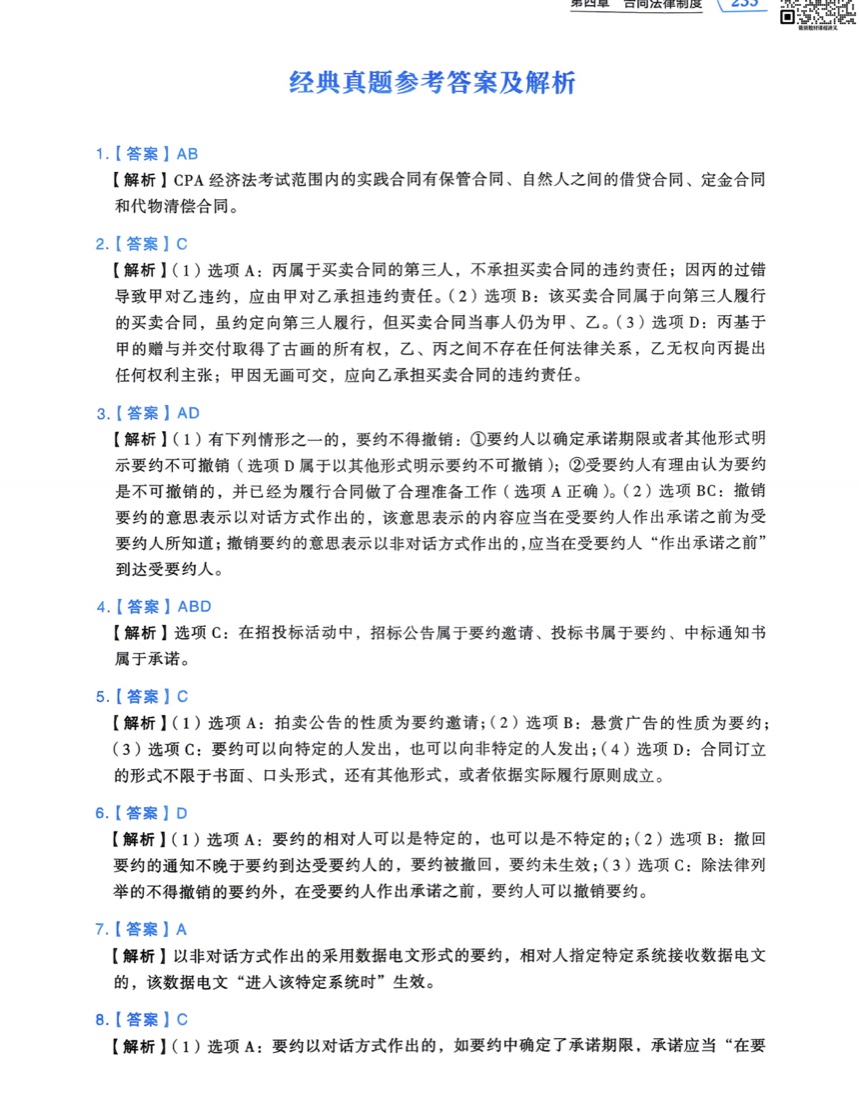 第四章 合同法律制度 233
经典真题参考答案及解析
1.【答案】AB
【解析】CPA 经济法考试范围内的实践合同有保管合同、自然人之间的借贷合同、定金合同
和代物清偿合同。
2.【答案】C
【解析】（1）选项 A：丙属于买卖合同的第三人，不承担买卖合同的违约责任；因丙的过错
导致甲对乙违约，应由甲对乙承担违约责任。（2）选项 B：该买卖合同属于向第三人履行
的买卖合同，虽约定向第三人履行，但买卖合同当事人仍为甲、乙。（3）选项 D：丙基于
甲的赠与并交付取得了古画的所有权，乙、丙之间不存在任何法律关系，乙无权向丙提出
任何权利主张；甲因无画可交，应向乙承担买卖合同的违约责任。
3.【答案】AD
【解析】（1）有下列情形之一的，要约不得撤销：①要约人以确定承诺期限或者其他形式明
示要约不可撤销（选项 D 属于以其他形式明示要约不可撤销）；②受要约人有理由认为要约
是不可撤销的，并已经为履行合同做了合理准备工作（选项 A 正确）。（2）选项 BC：撤销
要约的意思表示以对话方式作出的，该意思表示的内容应当在受要约人作出承诺之前为受
要约人所知道；撤销要约的意思表示以非对话方式作出的，应当在受要约人“作出承诺之前”
到达受要约人。
4.【答案】ABD
【解析】选项 C：在招投标活动中，招标公告属于要约邀请、投标书属于要约、中标通知书
属于承诺。
5.【答案】C
【解析】（1）选项 A：拍卖公告的性质为要约邀请；（2）选项 B：悬赏广告的性质为要约；
（3）选项 C：要约可以向特定的人发出，也可以向非特定的人发出；（4）选项 D：合同订立
的形式不限于书面、口头形式，还有其他形式，或者依据实际履行原则成立。
6.【答案】D
【解析】（1）选项 A：要约的相对人可以是特定的，也可以是不特定的；（2）选项 B：撤回
要约的通知不晚于要约到达受要约人的，要约被撤回，要约未生效；（3）选项 C：除法律列
举的不得撤销的要约外，在受要约人作出承诺之前，要约人可以撤销要约。
7.【答案】A
【解析】以非对话方式作出的采用数据电文形式的要约，相对人指定特定系统接收数据电文
的，该数据电文“进入该特定系统时”生效。
8.【答案】C
【解析】（1）选项 A：要约以对话方式作出的，如要约中确定了承诺期限，承诺应当“在要